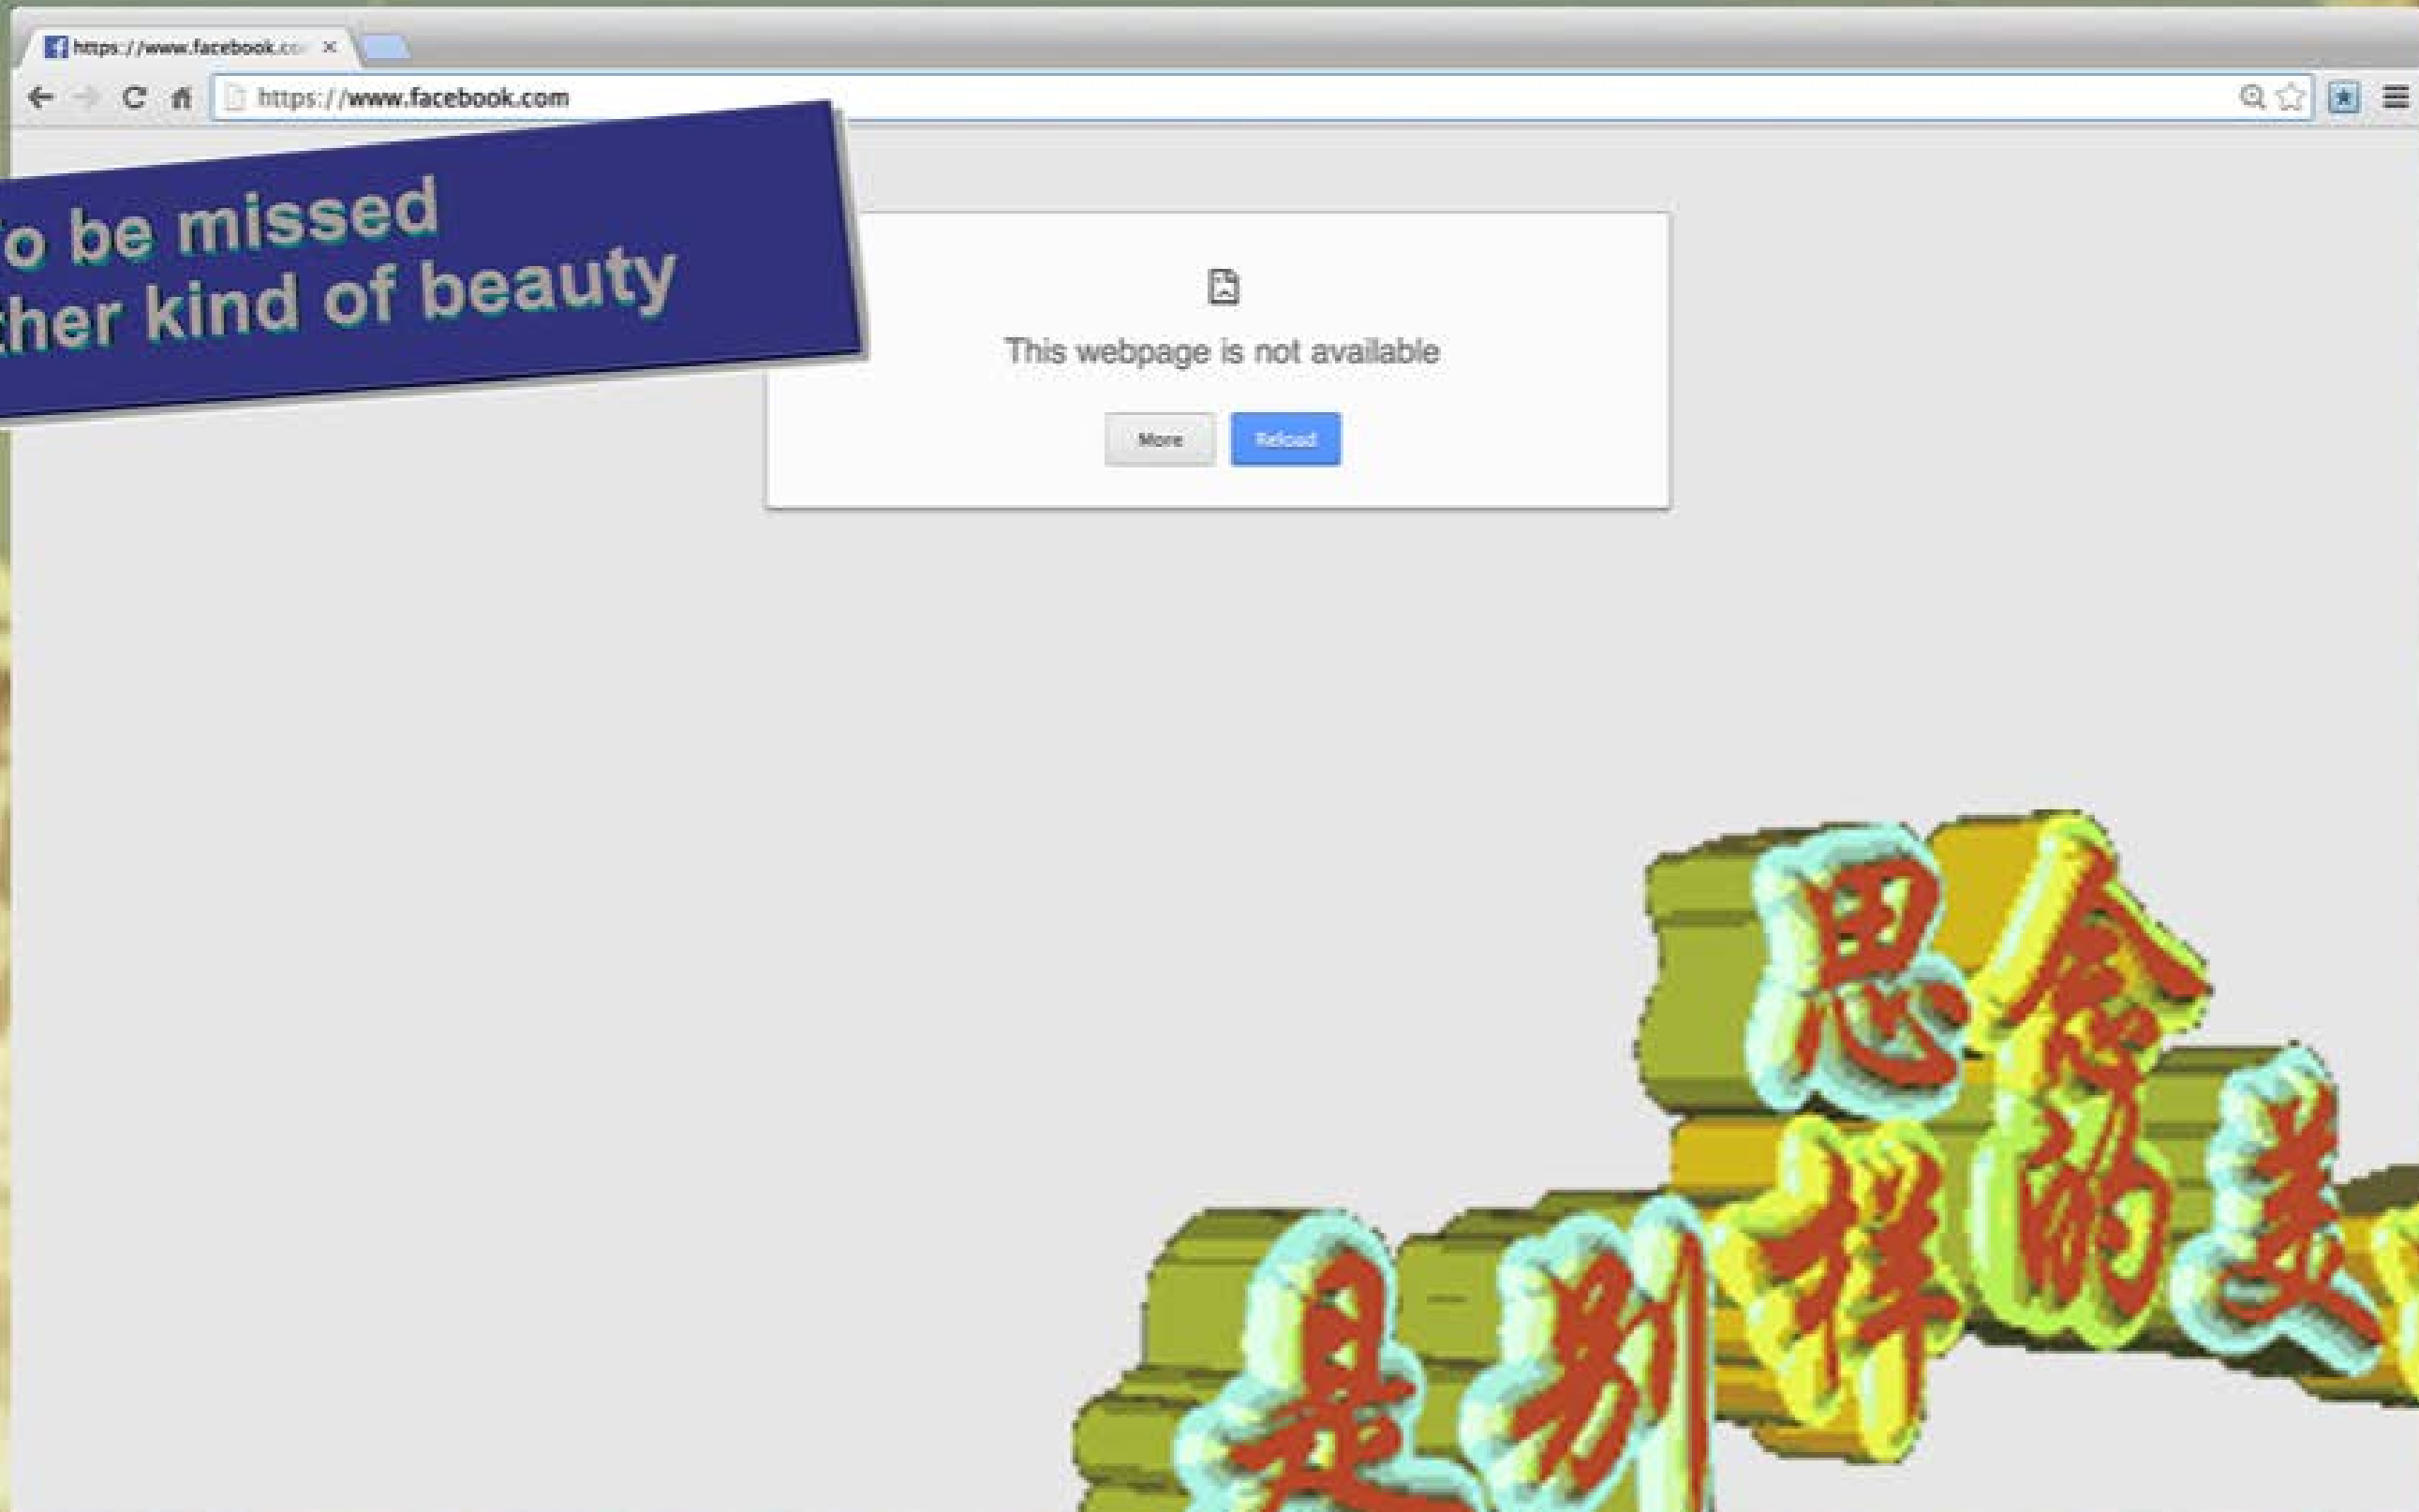 https://www.facebook.co
https://www.facebook.com
o be missed
ther kind of beauty
This webpage is not available
More
Reload
思念
是别样的美